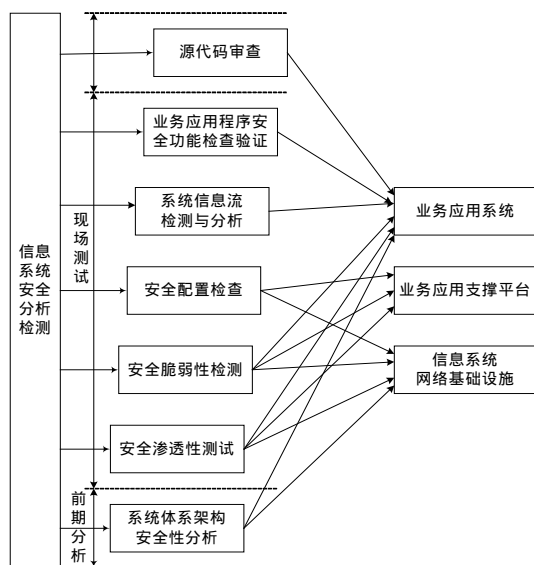 源代码审查
业务应用程序安
全功能检查验证
系统信息流
检测与分析
业务应用系统
现
场
测
试
信息
系统
安全
分析
检测
安全配置检查
业务应用支撑平台
安全脆弱性检测
信息系统
网络基础设施
安全渗透性测试
前
期
分
析
系统体系架构
安全性分析